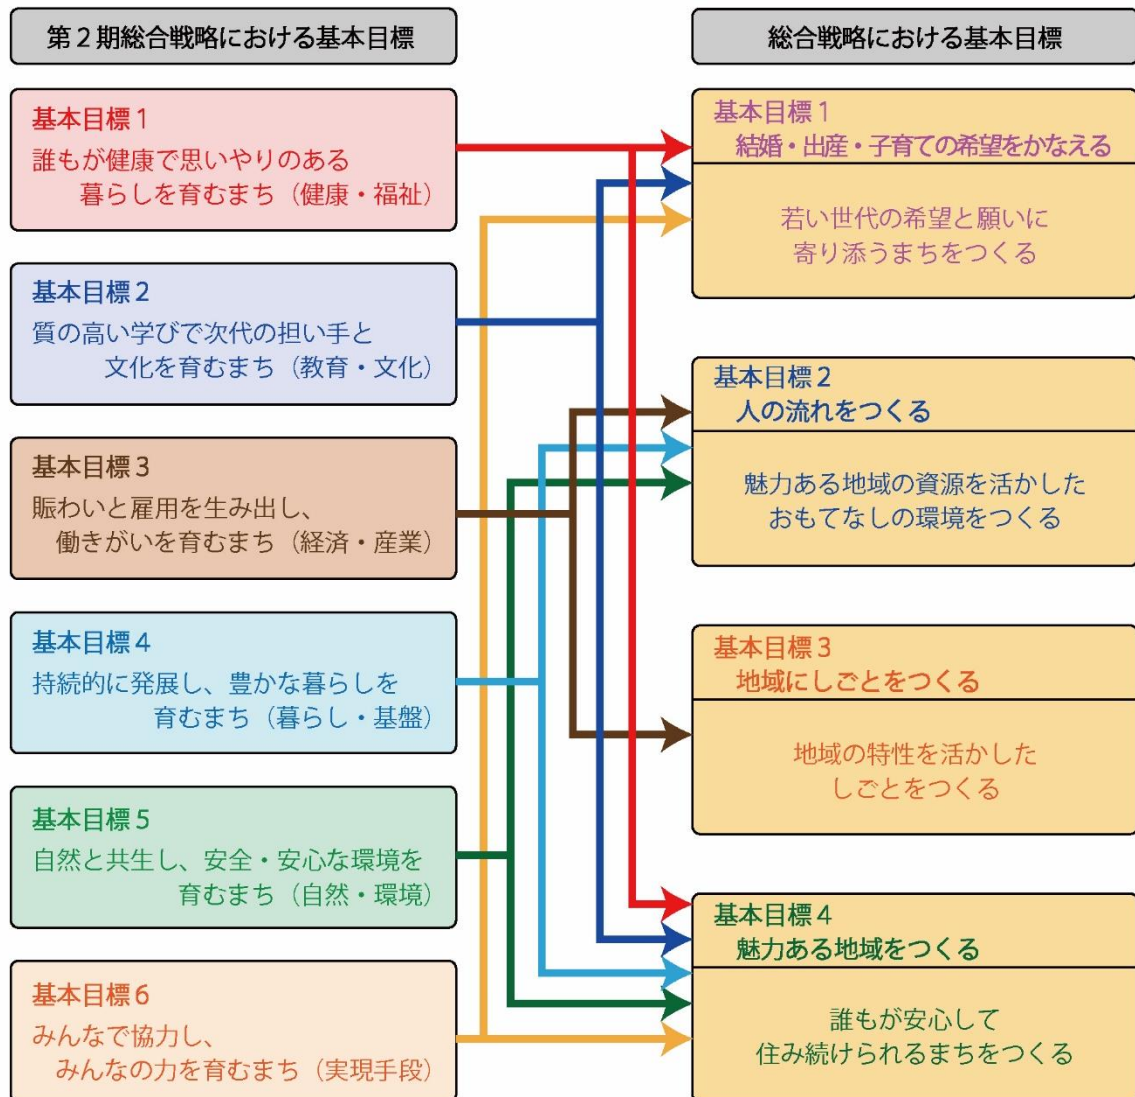 第２期総合戦略における基本目標
基本目標１
誰もが健康で思いやりのある
暮らしを育むまち（健康・福祉）
基本目標２
質の高い学びで次代の担い手と
文化を育むまち（教育・文化）
基本目標３
賑わいと雇用を生み出し、
働きがいを育むまち（経済・産業）
基本目標４
持続的に発展し、豊かな暮らしを
育むまち（暮らし・基盤）
基本目標５
自然と共生し、安全・安心な環境を
育むまち（自然・環境）
基本目標６
みんなで協力し、
みんなの力を育むまち（実現手段）
総合戦略における基本目標
基本目標１
結婚・出産・子育ての希望をかなえる
若い世代の希望と願いに
寄り添うまちをつくる
基本目標２
人の流れをつくる
魅力ある地域の資源を活かした
おもてなしの環境をつくる
基本目標３
地域にしごとをつくる
地域の特性を活かした
しごとをつくる
基本目標４
魅力ある地域をつくる
誰もが安心して
住み続けられるまちをつくる